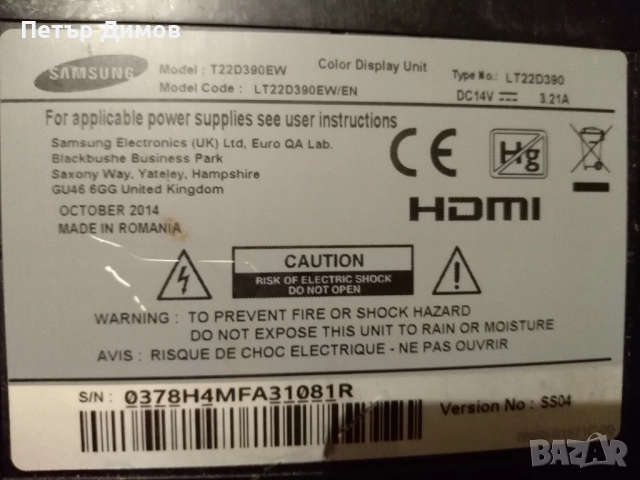 Петър Димов
SAMSUNG
Model : T22D390EW
Color Display Unit
Type No.: LT22D390
Model Code : LT22D390EW/EN
DC14V 3.21A
For applicable power supplies see user instructions
Samsung Electronics (UK) Ltd, Euro QA Lab.
Blackbushe Business Park
Saxony Way, Yateley, Hampshire
GU46 6GG United Kingdom
CE
Hg
OCTOBER 2014
MADE IN ROMANIA
HDMI
CAUTION
RISK OF ELECTRIC SHOCK
DO NOT OPEN
WARNING : TO PREVENT FIRE OR SHOCK HAZARD
DO NOT EXPOSE THIS UNIT TO RAIN OR MOISTURE
AVIS : RISQUE DE CHOC ELECTRIQUE - NE PAS OUVRIR
S/N : 0378H4MFA31081R
Version No : SS04
bazar